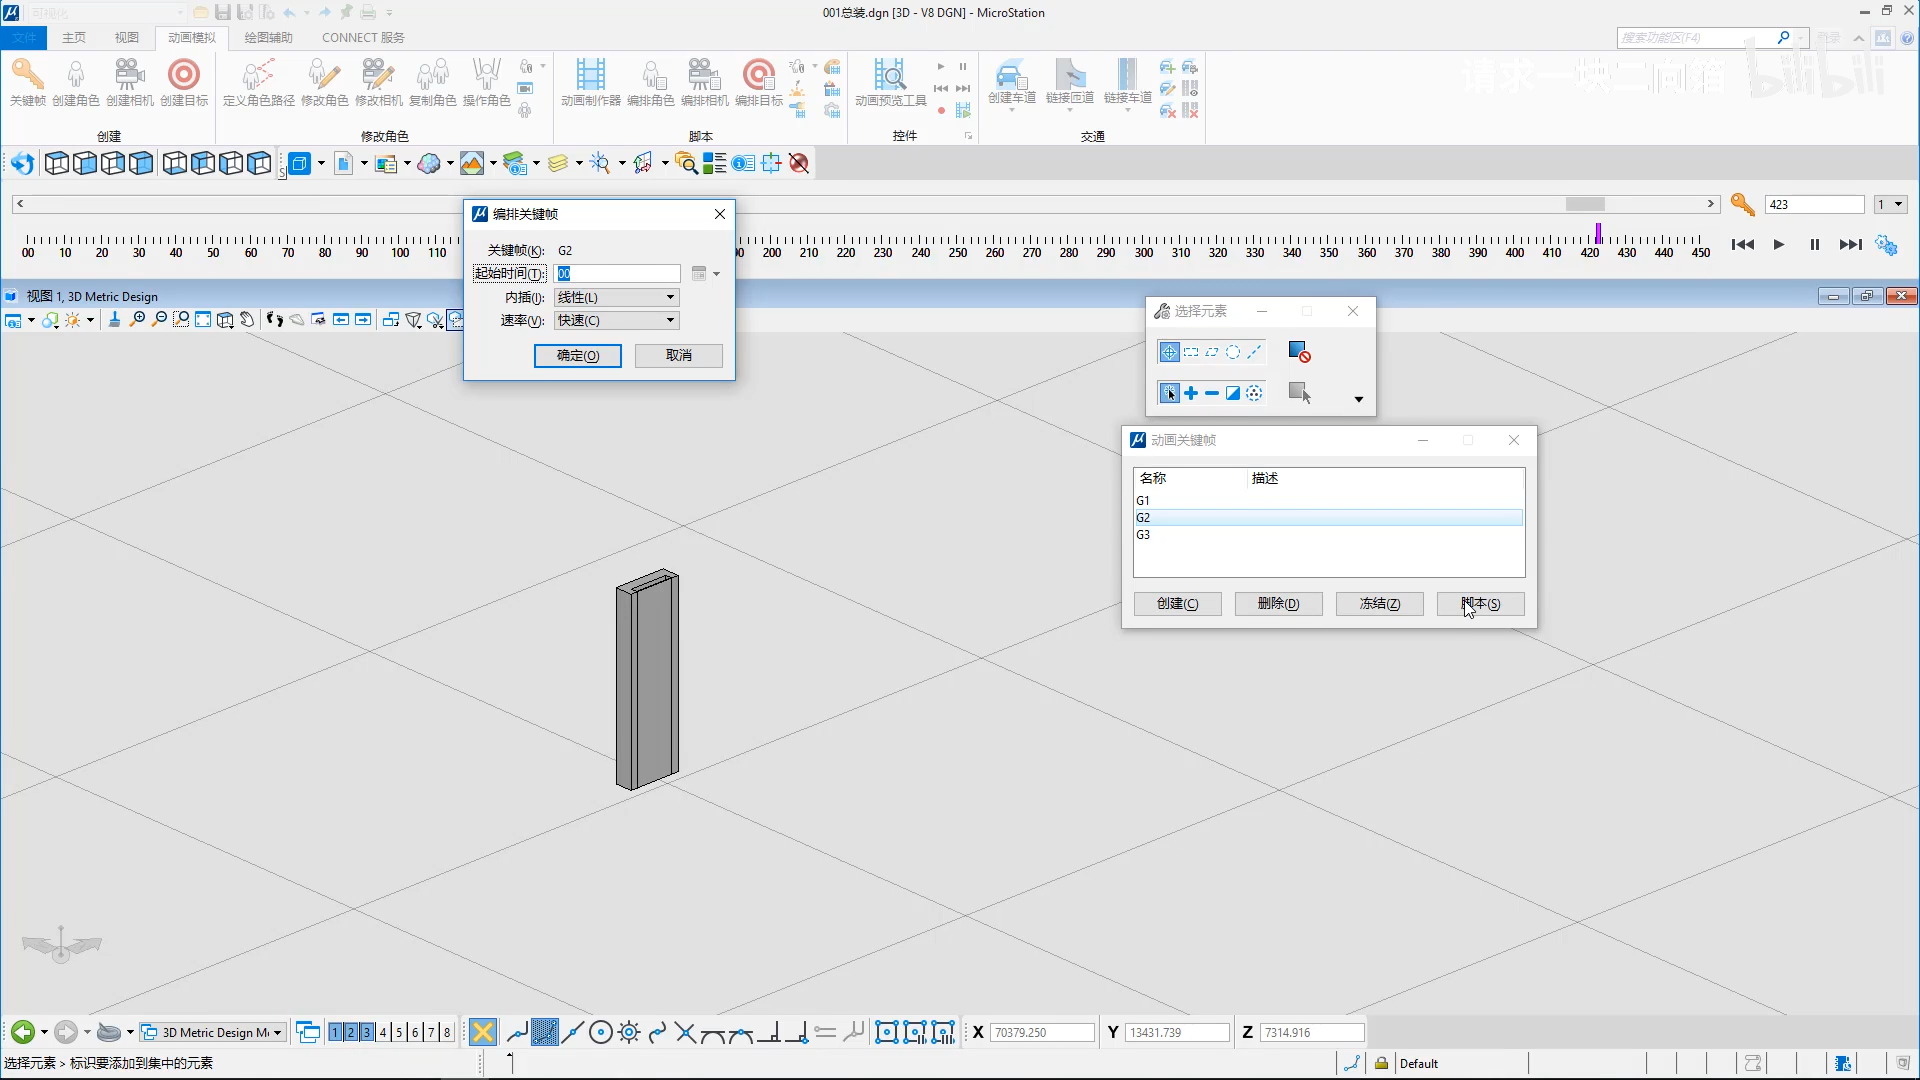 可视化
001总装.dgn [3D - V8 DGN] - MicroStation
文件 主页 视图 动画模拟 绘图辅助 CONNECT 服务
搜索功能区(F4)
登录
请求一块二向箔 bilibili
关键帧 创建角色 创建相机 创建目标 定义角色路径 修改角色 修改相机 复制角色 操作角色 动画制作器 编排角色 编排相机 编排目标 动画预览工具 创建车道 链接匝道 链接车道
创建 修改角色 脚本 控件 交通
423 1
00 10 20 30 40 50 60 70 80 90 100 110 90 200 210 220 230 240 250 260 270 280 290 300 310 320 330 340 350 360 370 380 390 400 410 420 430 440 450
编排关键帧
关键帧(K): G2
起始时间(T): 00
内插(I): 线性(L)
速率(V): 快速(C)
确定(O) 取消
视图 1, 3D Metric Design
选择元素
动画关键帧
名称 描述
G1
G2
G3
创建(C) 删除(D) 冻结(Z) 脚本(S)
3D Metric Design Mo 1 2 3 4 5 6 7 8 X 70379.250 Y 13431.739 Z 7314.916
选择元素 > 标识要添加到集中的元素
Default